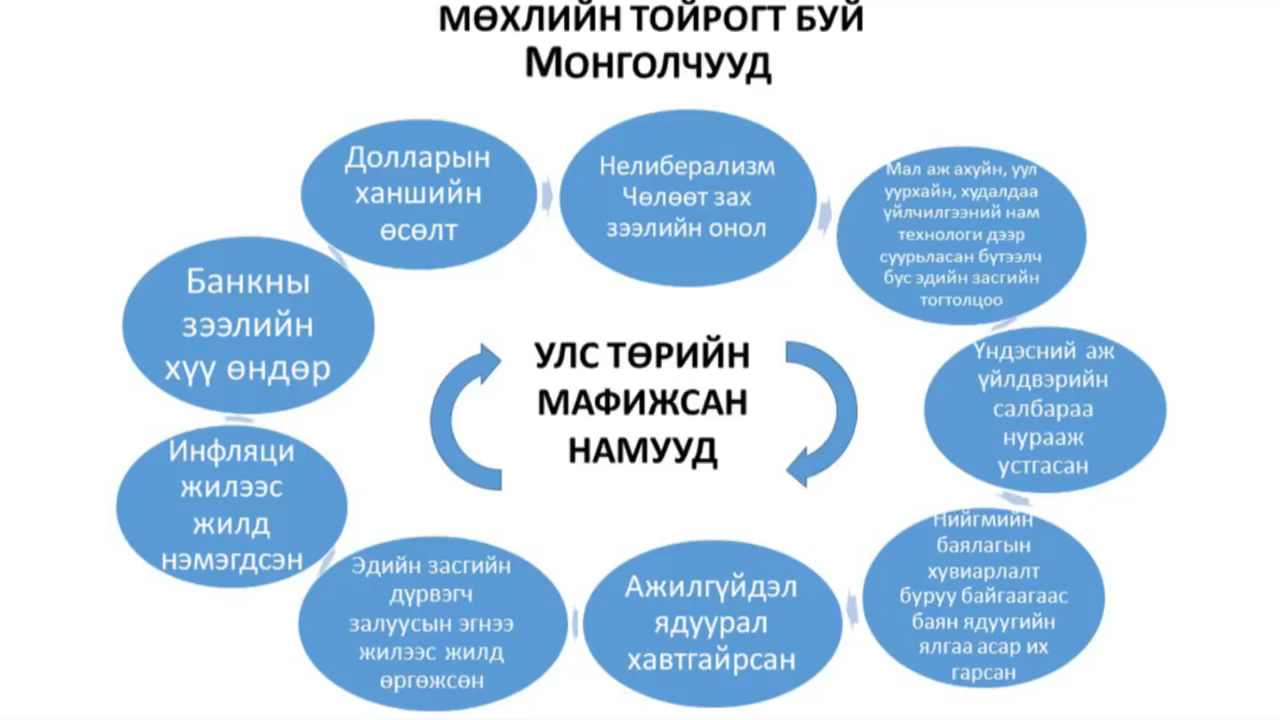 МӨХЛИЙН ТОЙРОГТ БУЙ
МОНГОЛЧУУД
Долларын
ханшийн
өсөлт
Нелиберализм
Чөлөөт зах
зээлийн онол
Мал аж ахуйн, уул
уурхайн, худалдаа
үйлчилгээний нам
технологи дээр
суурьласан бүтээлч
бус эдийн засгийн
тогтолцоо
Үндэсний аж
үйлдвэрийн
салбараа
нурааж
устгасан
Нийгмийн
баялагын
хувиарлалт
буруу байгаагаас
баян ядуугийн
ялгаа асар их
гарсан
Ажилгүйдэл
ядуурал
хавтгайрсан
Эдийн засгийн
дүрвэгч
залуусын эгнээ
жилээс жилд
өргөжсөн
Инфляци
жилээс
жилд
нэмэгдсэн
Банкны
зээлийн
хүү өндөр
УЛС ТӨРИЙН
МАФИЖСАН
НАМУУД